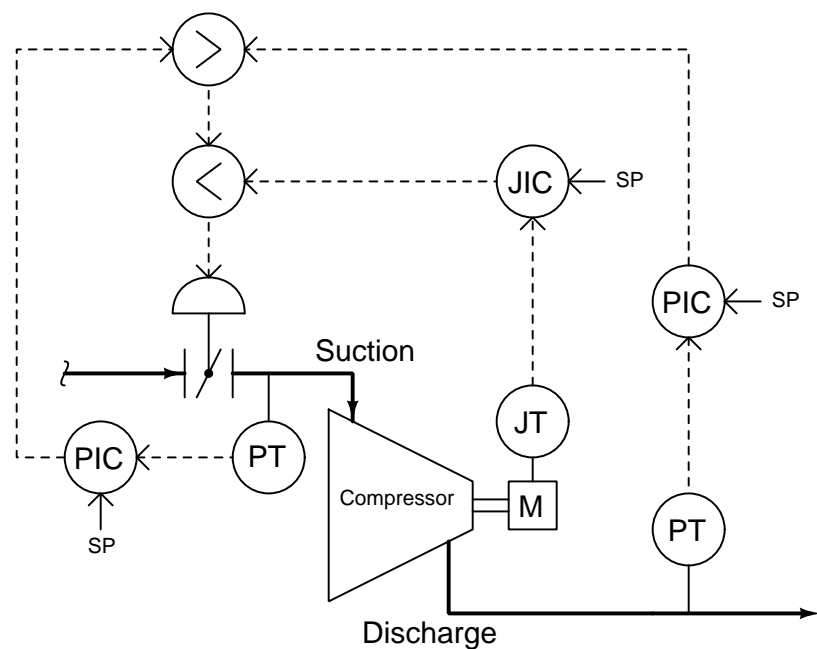 >
<
JIC
SP
PIC
SP
Suction
JT
PIC
PT
Compressor
M
PT
SP
Discharge